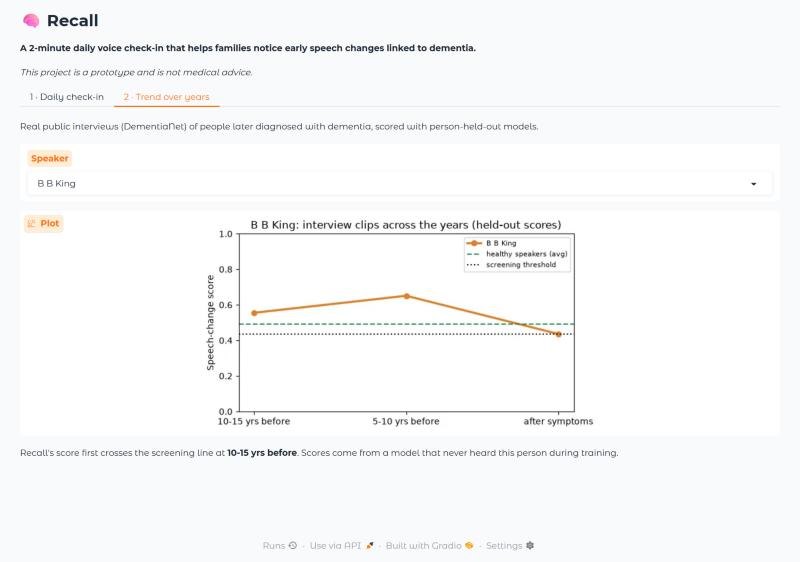 Recall
A 2-minute daily voice check-in that helps families notice early speech changes linked to dementia.
This project is a prototype and is not medical advice.
1 · Daily check-in 2 · Trend over years
Real public interviews (DementiaNet) of people later diagnosed with dementia, scored with person-held-out models.
Speaker
B B King
Plot
B B King: interview clips across the years (held-out scores)
B B King
healthy speakers (avg)
screening threshold
Speech-change score
1.0
0.8
0.6
0.4
0.2
0.0
10-15 yrs before 5-10 yrs before after symptoms
Recall's score first crosses the screening line at 10-15 yrs before. Scores come from a model that never heard this person during training.
Runs · Use via API · Built with Gradio · Settings